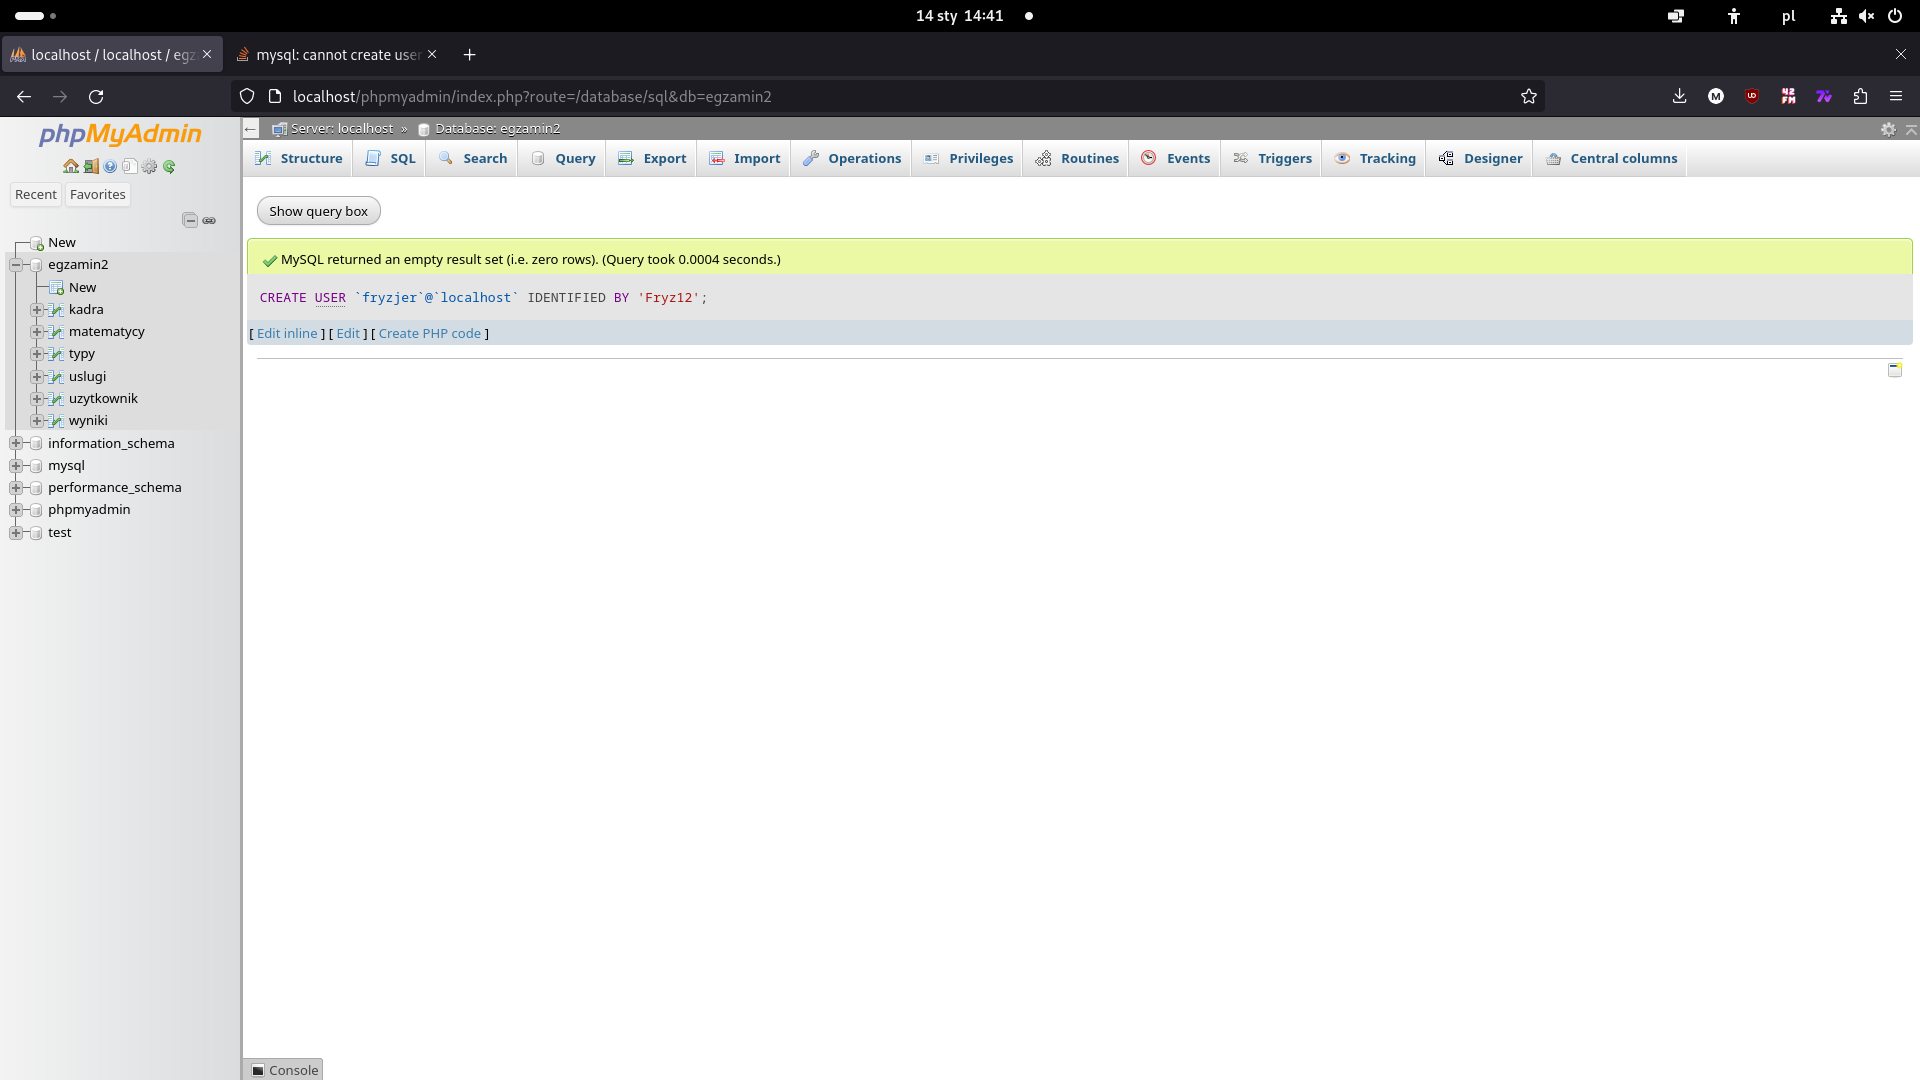 14 sty 14:41
pl
localhost / localhost / egz
mysql: cannot create user
localhost/phpmyadmin/index.php?route=/database/sql&db=egzamin2
phpMyAdmin
Recent Favorites
New
egzamin2
New
kadra
matematycy
typy
uslugi
uzytkownik
wyniki
information_schema
mysql
performance_schema
phpmyadmin
test
Server: localhost » Database: egzamin2
Structure SQL Search Query Export Import Operations Privileges Routines Events Triggers Tracking Designer Central columns
Show query box
MySQL returned an empty result set (i.e. zero rows). (Query took 0.0004 seconds.)
CREATE USER `fryzjer`@`localhost` IDENTIFIED BY 'Fryz12';
[ Edit inline ] [ Edit ] [ Create PHP code ]
Console